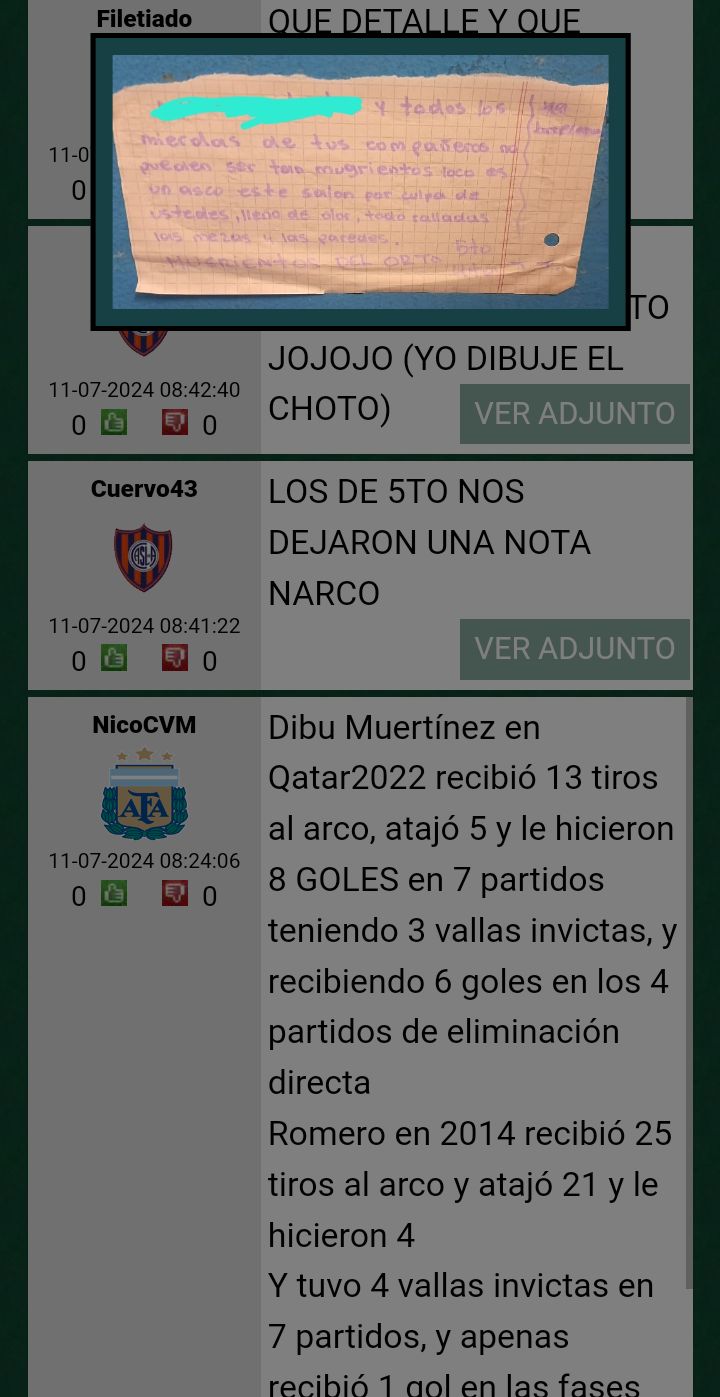 Filetiado
QUE DETALLE Y QUE
y todos los
mierdas de tus compañeros no
pueden ser tan mugrientos loco es
un asco este salon por culpa de
ustedes, lleno de olor, todo ralladas
las mezas y las paredes.
5to
MUGRIENTOS DEL ORTO
11-0
0
TO
JOJOJO (YO DIBUJE EL
CHOTO)
11-07-2024 08:42:40
0 0
VER ADJUNTO
Cuervo43
CASLA
11-07-2024 08:41:22
0 0
LOS DE 5TO NOS
DEJARON UNA NOTA
NARCO
VER ADJUNTO
NicoCVM
AFA
11-07-2024 08:24:06
0 0
Dibu Muertínez en
Qatar2022 recibió 13 tiros
al arco, atajó 5 y le hicieron
8 GOLES en 7 partidos
teniendo 3 vallas invictas, y
recibiendo 6 goles en los 4
partidos de eliminación
directa
Romero en 2014 recibió 25
tiros al arco y atajó 21 y le
hicieron 4
Y tuvo 4 vallas invictas en
7 partidos, y apenas
recibió 1 gol en las fases